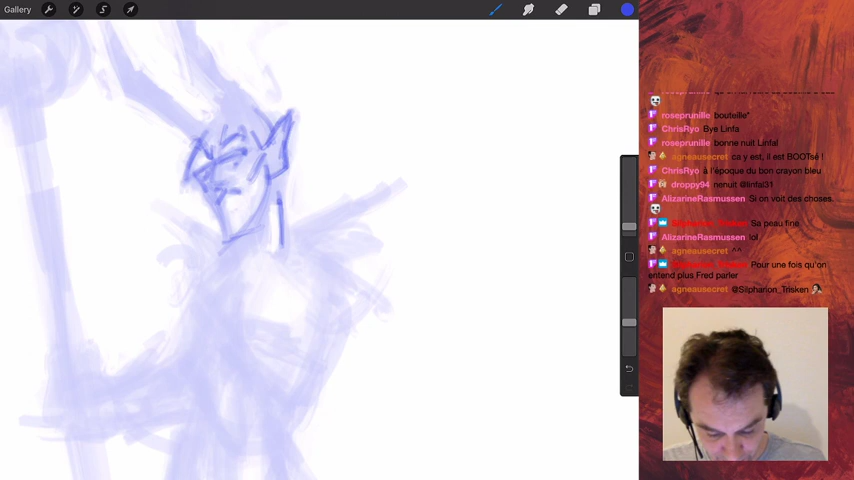 Gallery
roseprunille bouteille*
ChrisRyo Bye Linfa
roseprunille bonne nuit Linfa!
agneausecret ca y est, il est BOOTsé !
ChrisRyo à l'époque du bon crayon bleu
droppy94 nenuit @linfal31
AlizarineRasmussen Si on voit des choses.
Sa peau fine
AlizarineRasmussen lol
agneausecret ^^
Pour une fois qu'on
entend plus Fred parler
agneausecret @Silpharion_Trisken